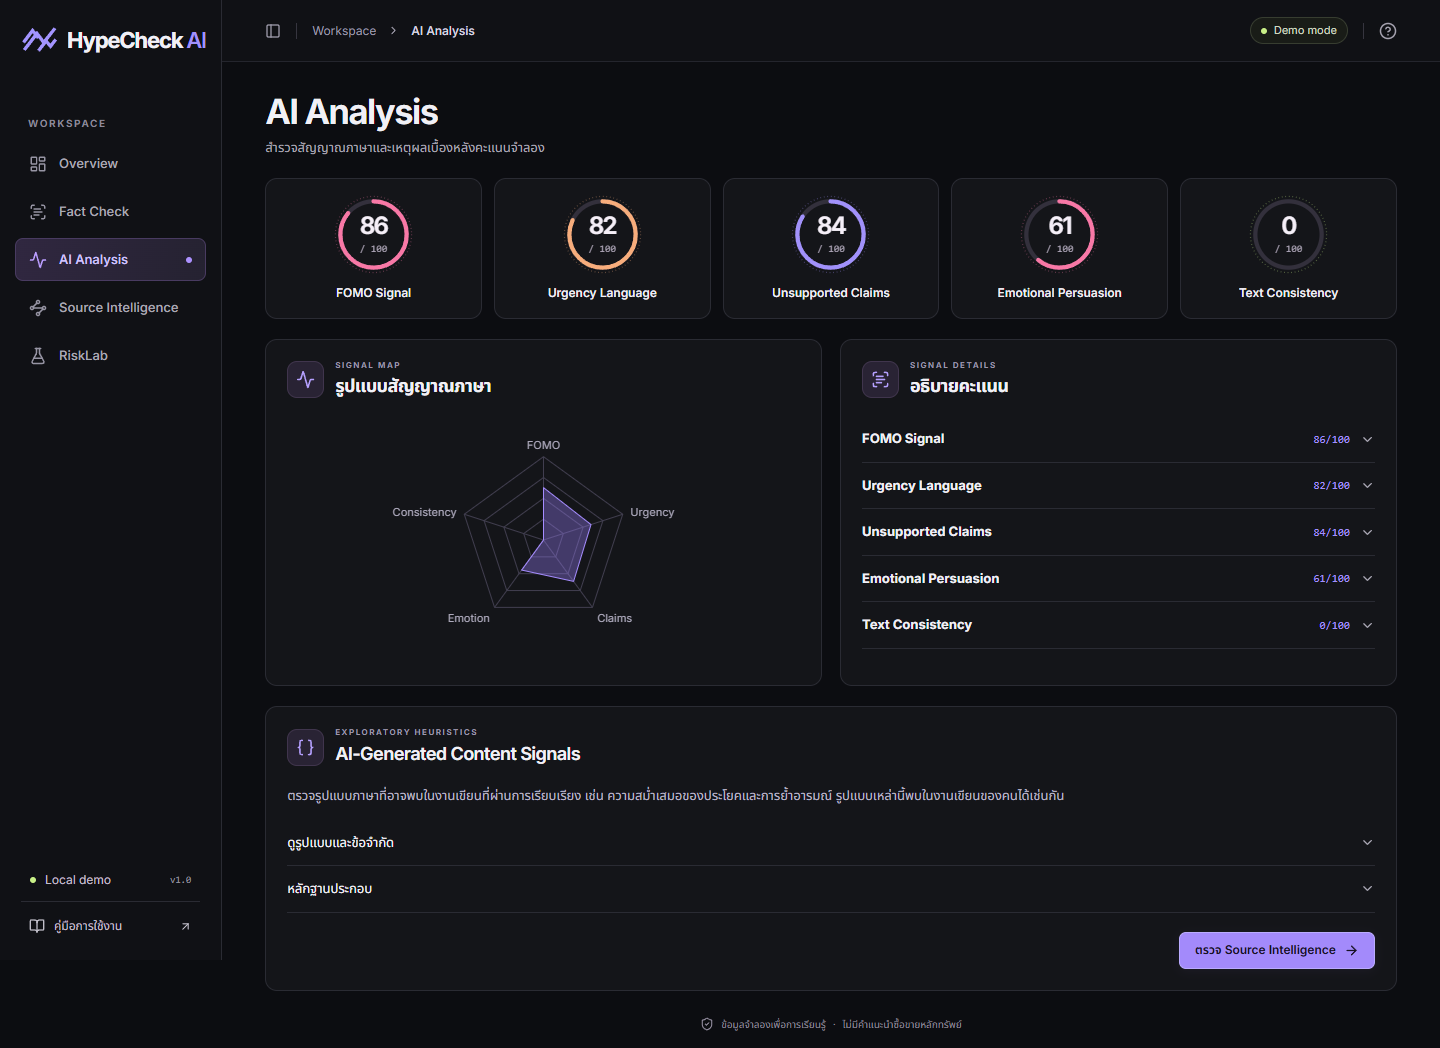 HypeCheck AI
WORKSPACE
Overview
Fact Check
AI Analysis
Source Intelligence
RiskLab
Local demo v1.0
คู่มือการใช้งาน
Workspace > AI Analysis
Demo mode
AI Analysis
สำรวจสัญญาณภาษาและเหตุผลเบื้องหลังคะแนนจำลอง
86
/ 100
FOMO Signal
82
/ 100
Urgency Language
84
/ 100
Unsupported Claims
61
/ 100
Emotional Persuasion
0
/ 100
Text Consistency
SIGNAL MAP
รูปแบบสัญญาณภาษา
FOMO
Urgency
Claims
Emotion
Consistency
SIGNAL DETAILS
อธิบายคะแนน
FOMO Signal 86/100
Urgency Language 82/100
Unsupported Claims 84/100
Emotional Persuasion 61/100
Text Consistency 0/100
EXPLORATORY HEURISTICS
AI-Generated Content Signals
ตรวจรูปแบบภาษาที่อาจพบในงานเขียนที่ผ่านการเรียบเรียง เช่น ความสม่ำเสมอของประโยคและการย้ำอารมณ์ รูปแบบเหล่านี้พบในงานเขียนของคนได้เช่นกัน
ดูรูปแบบและข้อจำกัด
หลักฐานประกอบ
ตรวจ Source Intelligence →
ข้อมูลจำลองเพื่อการเรียนรู้ · ไม่มีคำแนะนำซื้อขายหลักทรัพย์